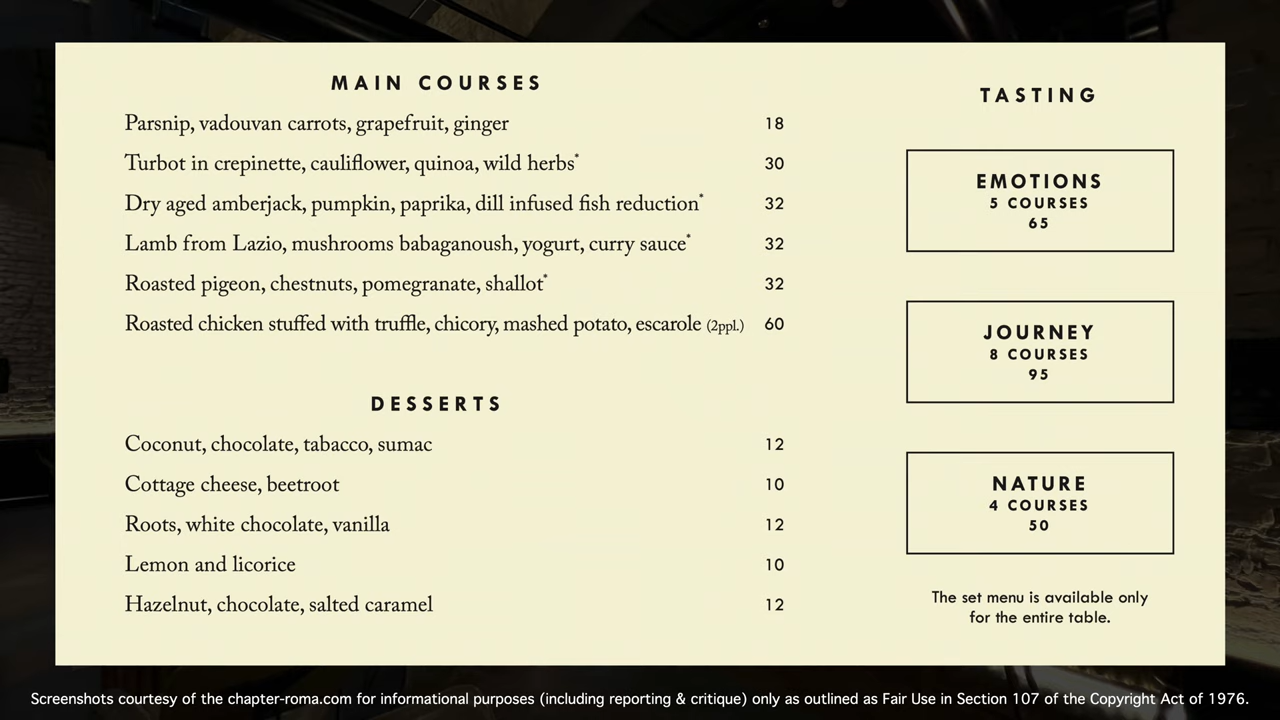 MAIN COURSES
Parsnip, vadouvan carrots, grapefruit, ginger 18
Turbot in crepinette, cauliflower, quinoa, wild herbs* 30
Dry aged amberjack, pumpkin, paprika, dill infused fish reduction* 32
Lamb from Lazio, mushrooms babaganoush, yogurt, curry sauce* 32
Roasted pigeon, chestnuts, pomegranate, shallot* 32
Roasted chicken stuffed with truffle, chicory, mashed potato, escarole (2ppl.) 60
DESSERTS
Coconut, chocolate, tabacco, sumac 12
Cottage cheese, beetroot 10
Roots, white chocolate, vanilla 12
Lemon and licorice 10
Hazelnut, chocolate, salted caramel 12
TASTING
EMOTIONS
5 COURSES
65
JOURNEY
8 COURSES
95
NATURE
4 COURSES
50
The set menu is available only
for the entire table.
Screenshots courtesy of the chapter-roma.com for informational purposes (including reporting & critique) only as outlined as Fair Use in Section 107 of the Copyright Act of 1976.